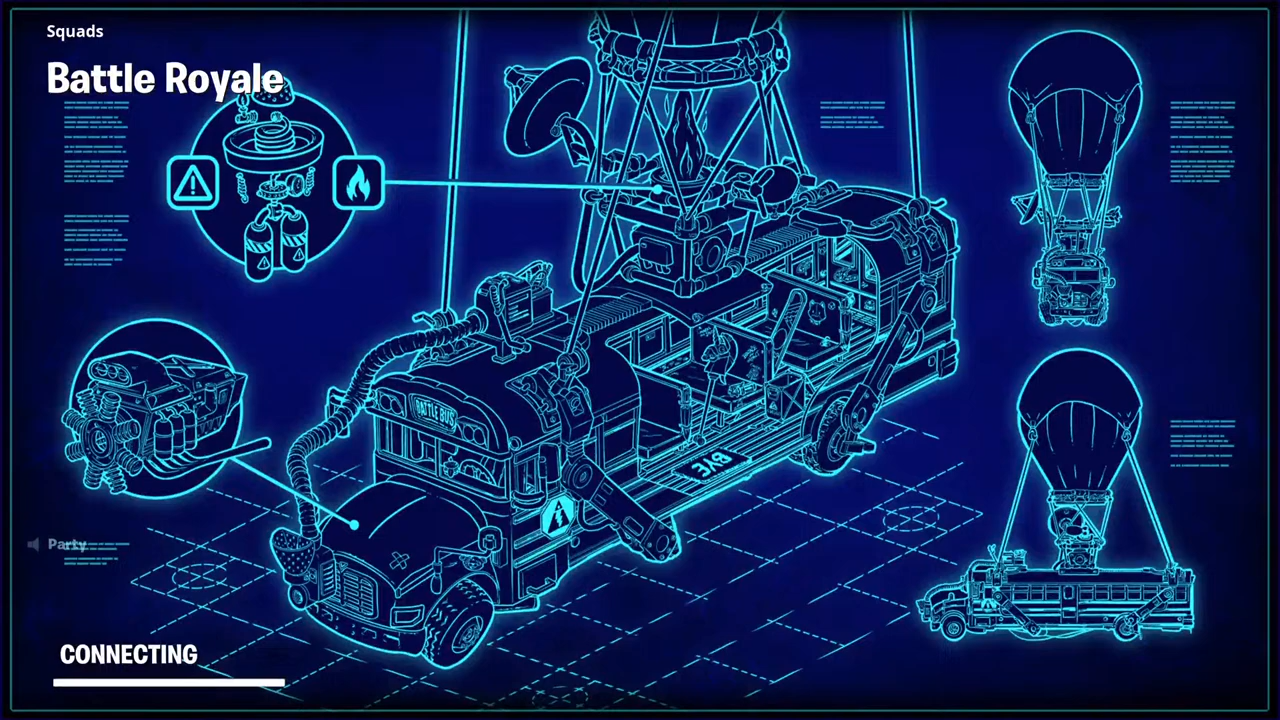 Squads
Battle Royale
BATTLE BUS
BYE
Party
CONNECTING